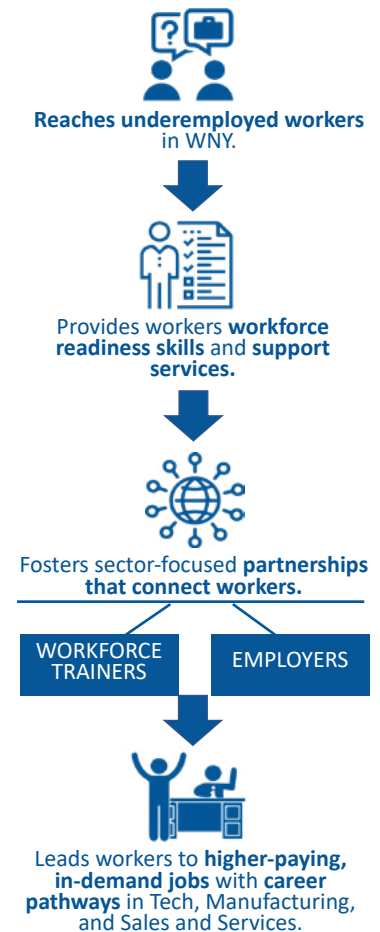 ?
Reaches underemployed workers
in WNY.
Provides workers workforce
readiness skills and support
services.
Fosters sector-focused partnerships
that connect workers.
WORKFORCE
TRAINERS
EMPLOYERS
Leads workers to higher-paying,
in-demand jobs with career
pathways in Tech, Manufacturing,
and Sales and Services.